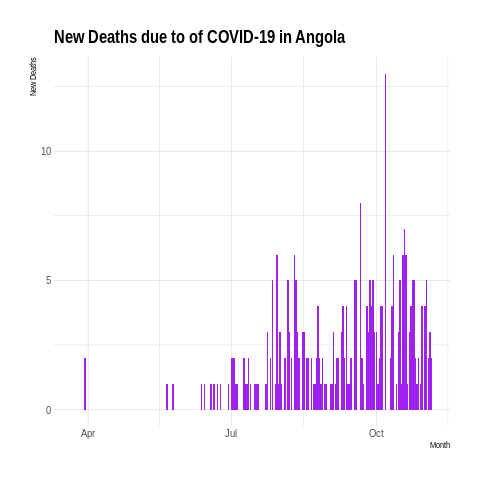 New Deaths due to of COVID-19 in Angola
New Deaths
10
5
0
Apr Jul Oct
Month